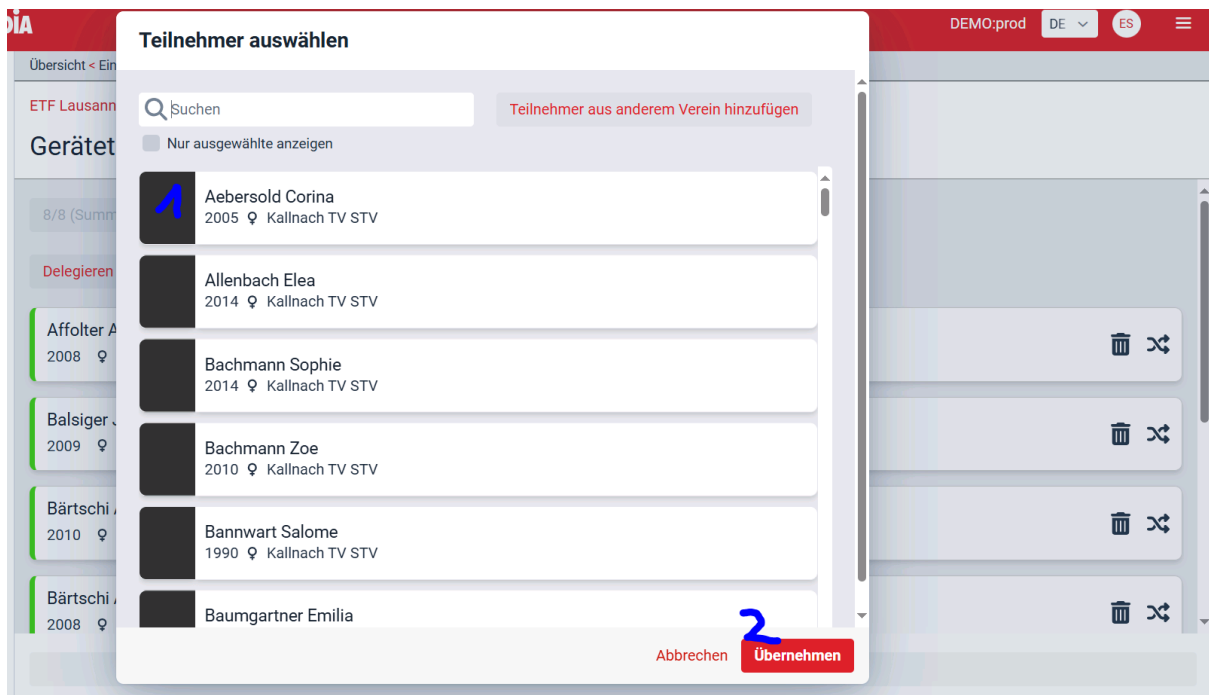 DIA
DEMO:prod DE ES
Übersicht < Ein
ETF Lausann
Gerätet
8/8 (Summ
Delegieren
Affolter A
2008 ♀
Balsiger J
2009 ♀
Bärtschi
2010 ♀
Bärtschi
2008 ♀
Teilnehmer auswählen
Suchen
Teilnehmer aus anderem Verein hinzufügen
Nur ausgewählte anzeigen
1
Aebersold Corina
2005 ♀ Kallnach TV STV
Allenbach Elea
2014 ♀ Kallnach TV STV
Bachmann Sophie
2014 ♀ Kallnach TV STV
Bachmann Zoe
2010 ♀ Kallnach TV STV
Bannwart Salome
1990 ♀ Kallnach TV STV
Baumgartner Emilia
2
Abbrechen Übernehmen